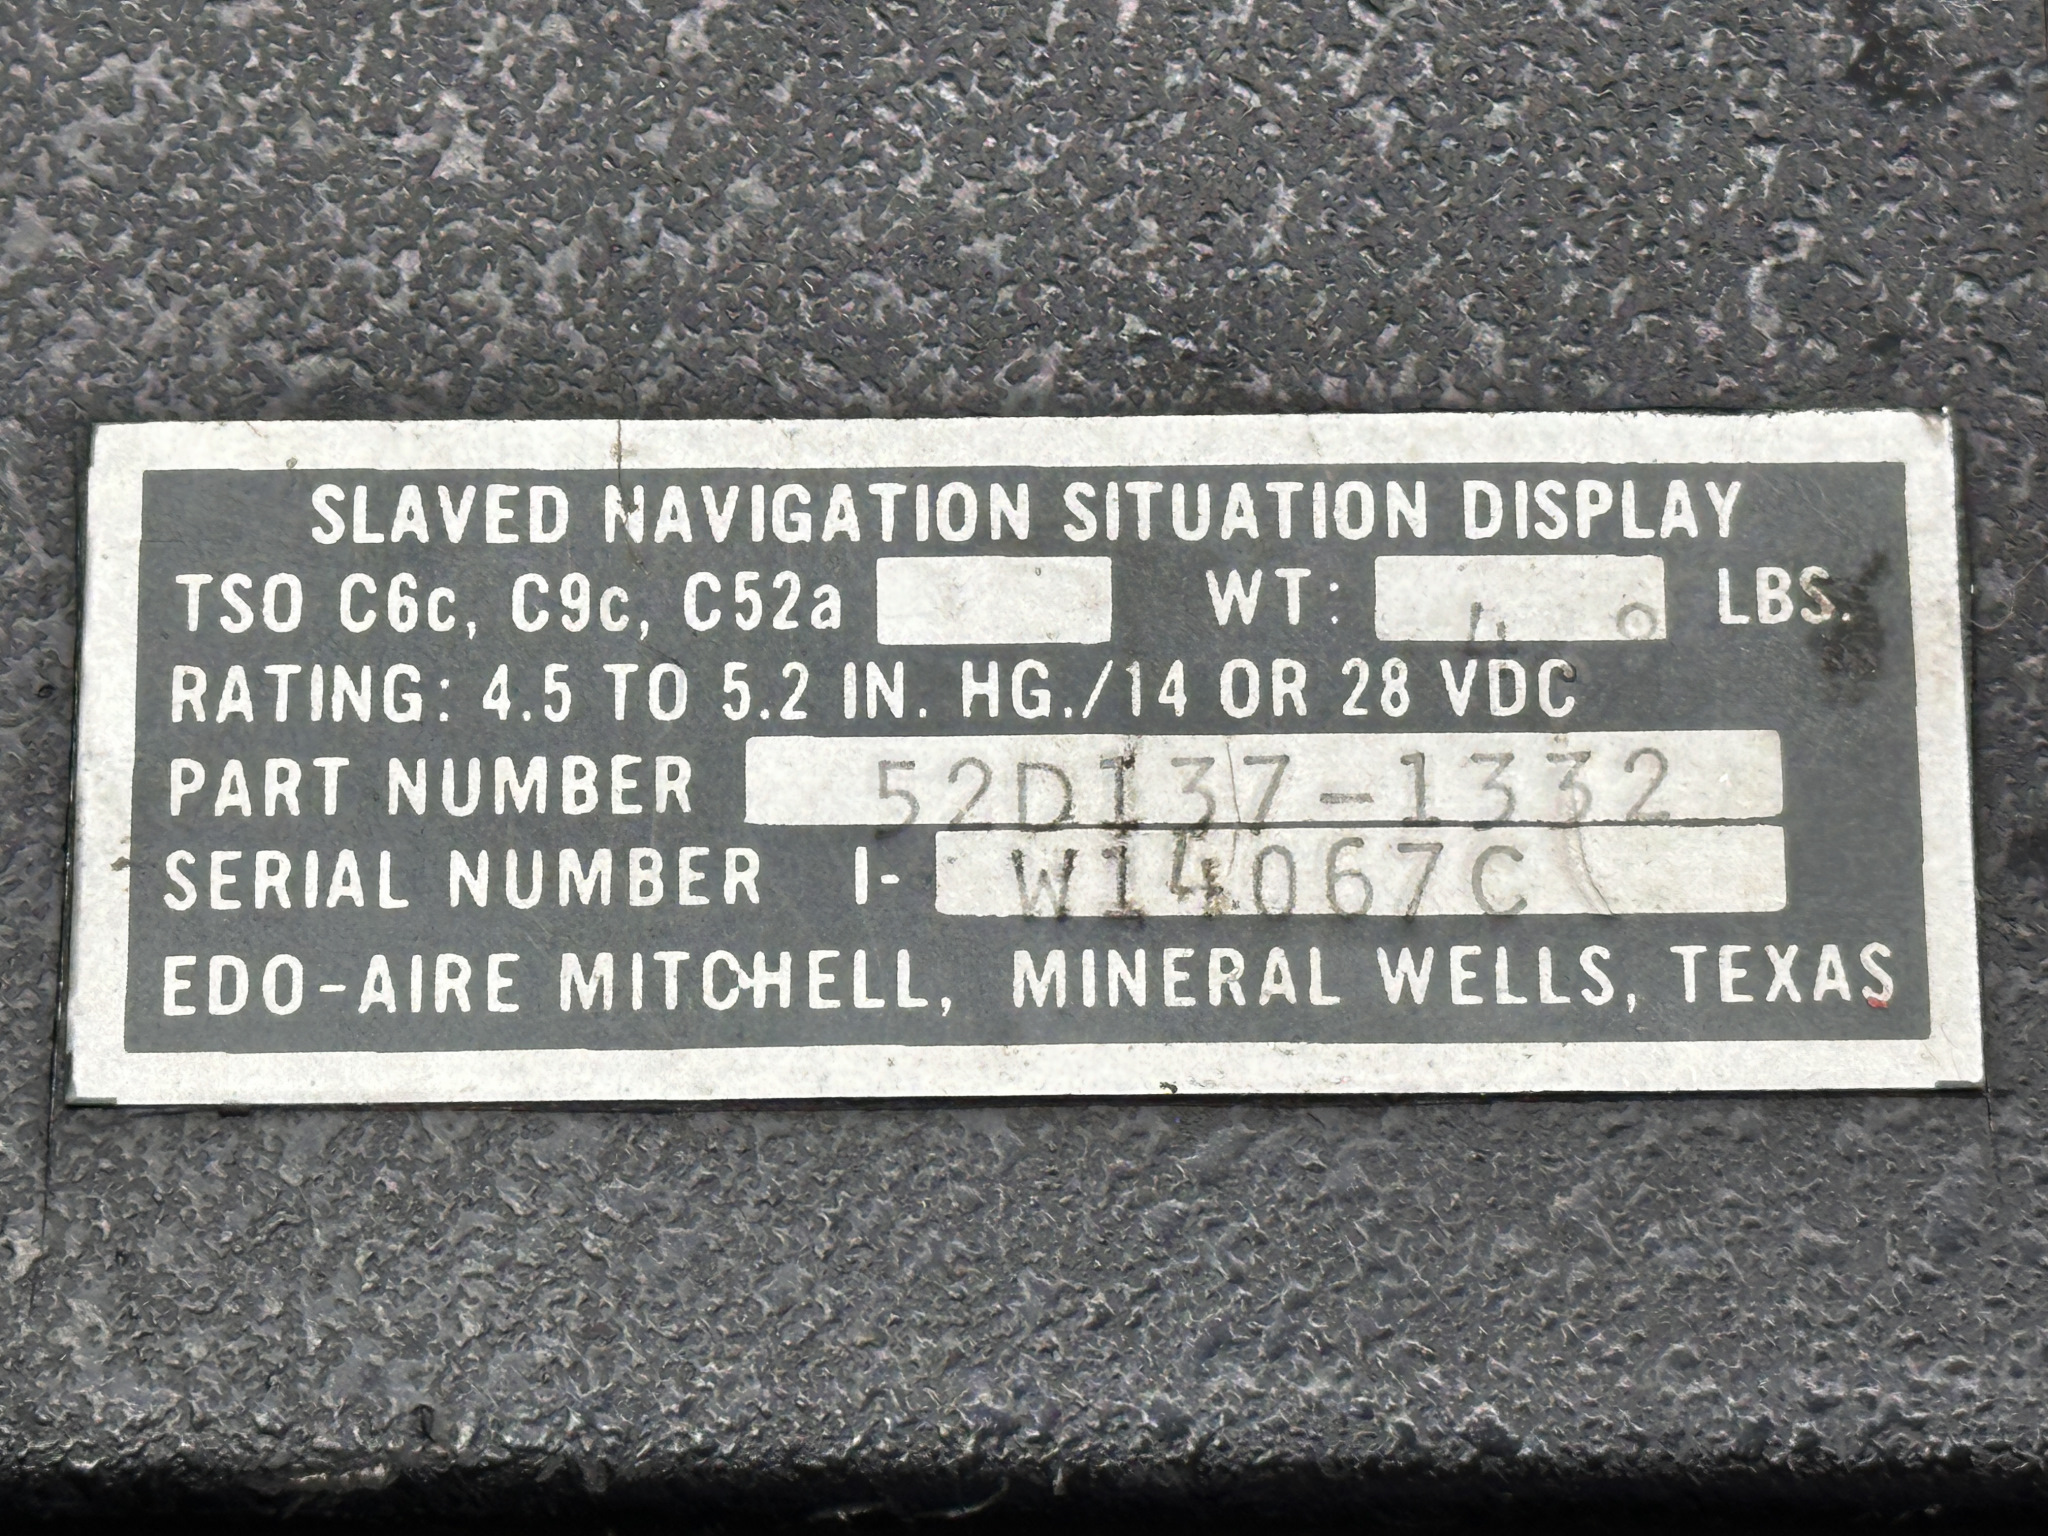 SLAVED NAVIGATION SITUATION DISPLAY
TSO C6c, C9c, C52a WT: LBS.
RATING: 4.5 TO 5.2 IN. HG./14 OR 28 VDC
PART NUMBER 52D137-1332
SERIAL NUMBER I- W14067C
EDO-AIRE MITCHELL, MINERAL WELLS, TEXAS